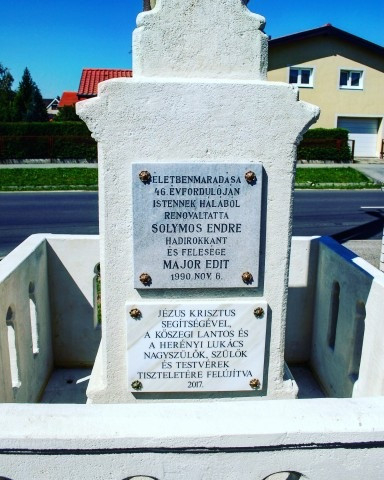 ÉLETBENMARADÁSA
46. ÉVFORDULÓJÁN
ISTENNEK HÁLÁBÓL
RENOVÁLTATTA
SOLYMOS ENDRE
HADIROKKANT
ÉS FELESÉGE
MAJOR EDIT
1990. NOV. 6.
JÉZUS KRISZTUS
SEGÍTSÉGÉVEL,
A KŐSZEGI LANTOS ÉS
A HERÉNYI LUKÁCS
NAGYSZÜLŐK, SZÜLŐK
ÉS TESTVÉREK
TISZTELETÉRE FELÚJÍTVA
2017.